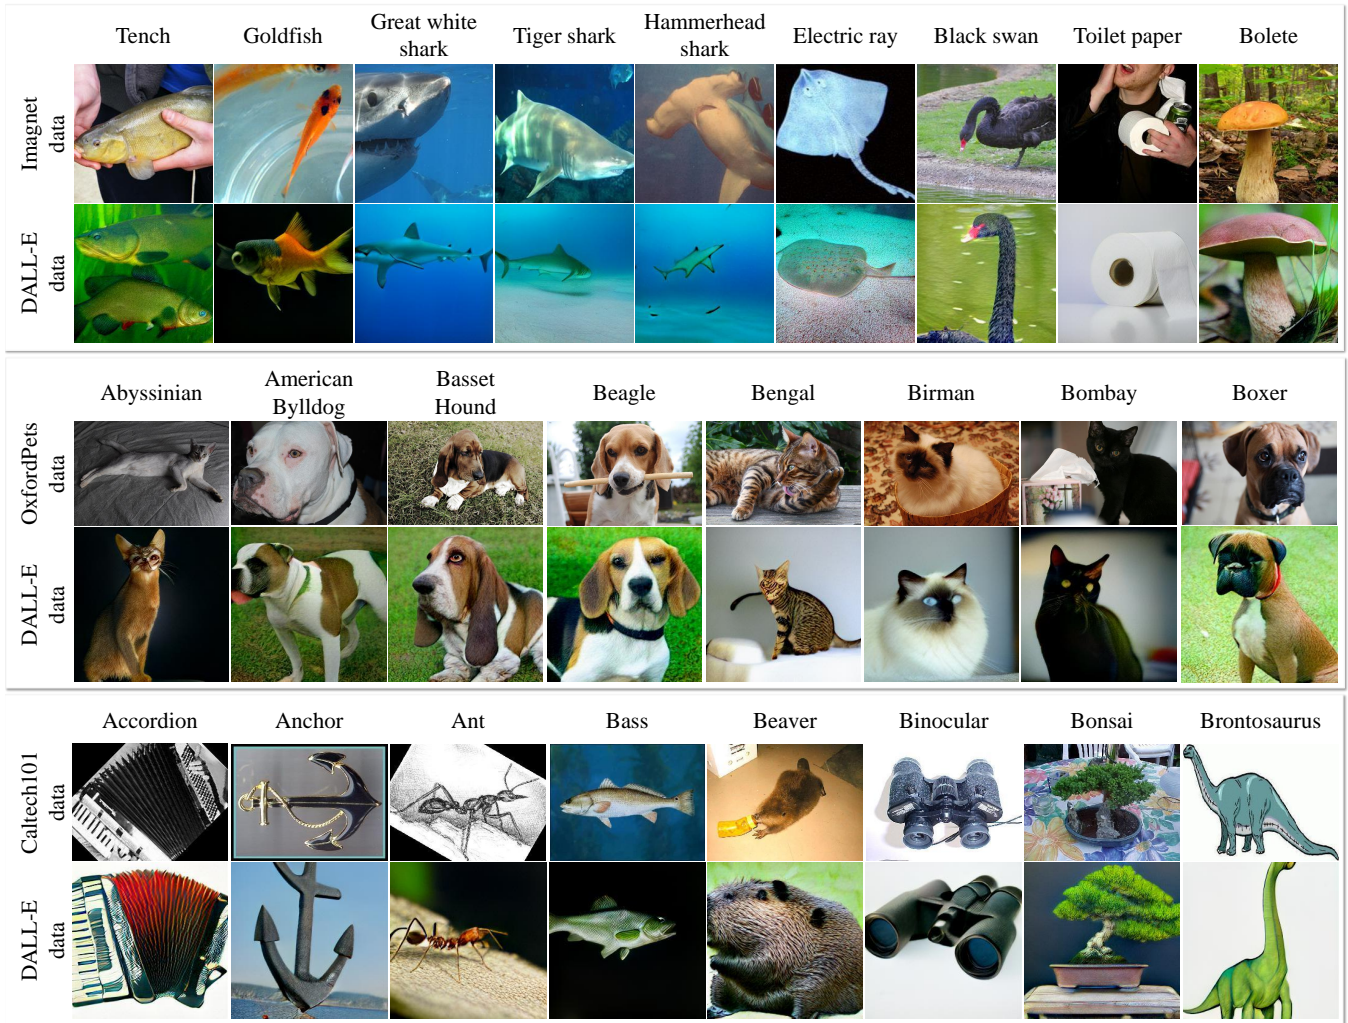 Tench Goldfish Great white shark Tiger shark Hammerhead shark Electric ray Black swan Toilet paper Bolete
Imagnet data
DALL-E data
Abyssinian American Bylldog Basset Hound Beagle Bengal Birman Bombay Boxer
OxfordPets data
DALL-E data
Accordion Anchor Ant Bass Beaver Binocular Bonsai Brontosaurus
Caltech101 data
DALL-E data